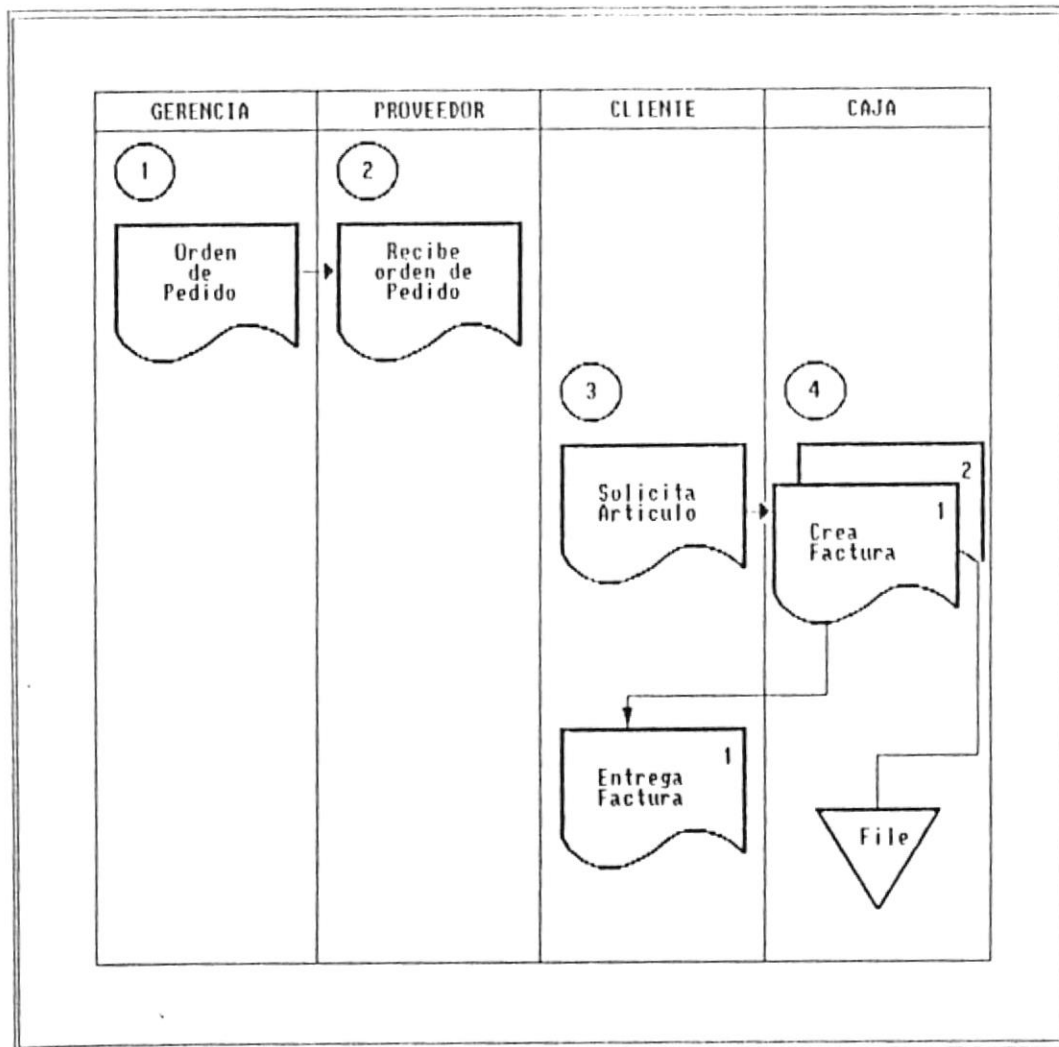 GERENCIA
PROVEEDOR
CLIENTE
CAJA
1
2
Orden
de
Pedido
Recibe
orden de
Pedido
3
4
Solicita
Articulo
2
1
Crea
Factura
1
Entrega
Factura
File